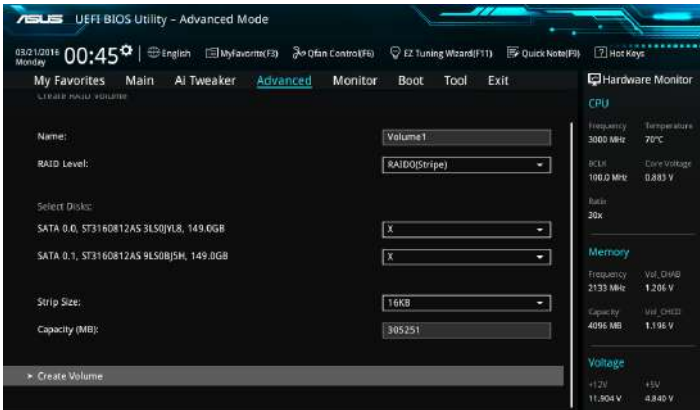 ASUS UEFI BIOS Utility – Advanced Mode
03/21/2016 Monday 00:45 English MyFavorite(F3) Qfan Control(F6) EZ Tuning Wizard(F11) Quick Note(F9) Hot Keys
My Favorites Main Ai Tweaker Advanced Monitor Boot Tool Exit
Hardware Monitor
Create RAID Volume
Name: Volume1
RAID Level: RAID0(Stripe)
Select Disks:
SATA 0.0, ST3160812AS 3LS0JYL8, 149.0GB X
SATA 0.1, ST3160812AS 9LS0BJ5H, 149.0GB X
Strip Size: 16KB
Capacity (MB): 305251
Create Volume
CPU
Frequency Temperature
3000 MHz 70°C
BCLK Core Voltage
100.0 MHz 0.883 V
Ratio
30x
Memory
Frequency Vol_CHAB
2133 MHz 1.206 V
Capacity Vol_CHCD
4096 MB 1.196 V
Voltage
+12V +5V
11.904 V 4.840 V